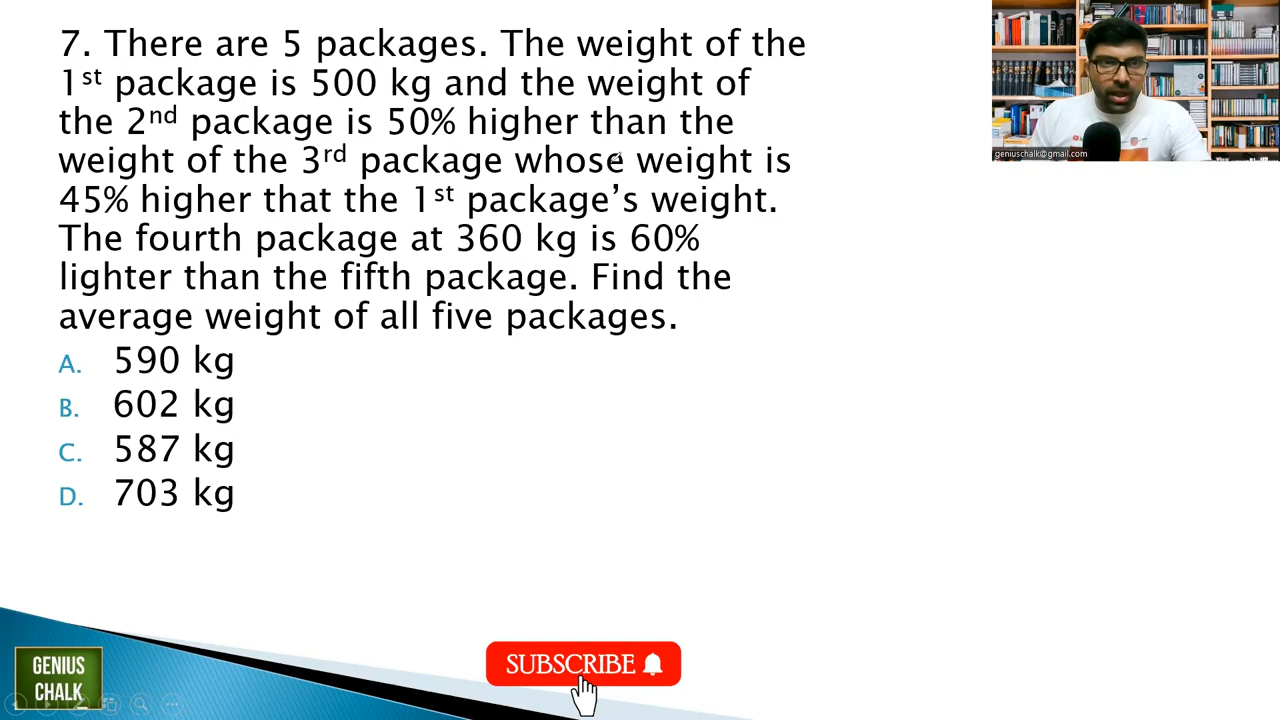 7. There are 5 packages. The weight of the
1st package is 500 kg and the weight of
the 2nd package is 50% higher than the
weight of the 3rd package whose weight is
45% higher that the 1st package’s weight.
The fourth package at 360 kg is 60%
lighter than the fifth package. Find the
average weight of all five packages.
A. 590 kg
B. 602 kg
C. 587 kg
D. 703 kg
geniuschalk@gmail.com
GENIUS
CHALK
SUBSCRIBE